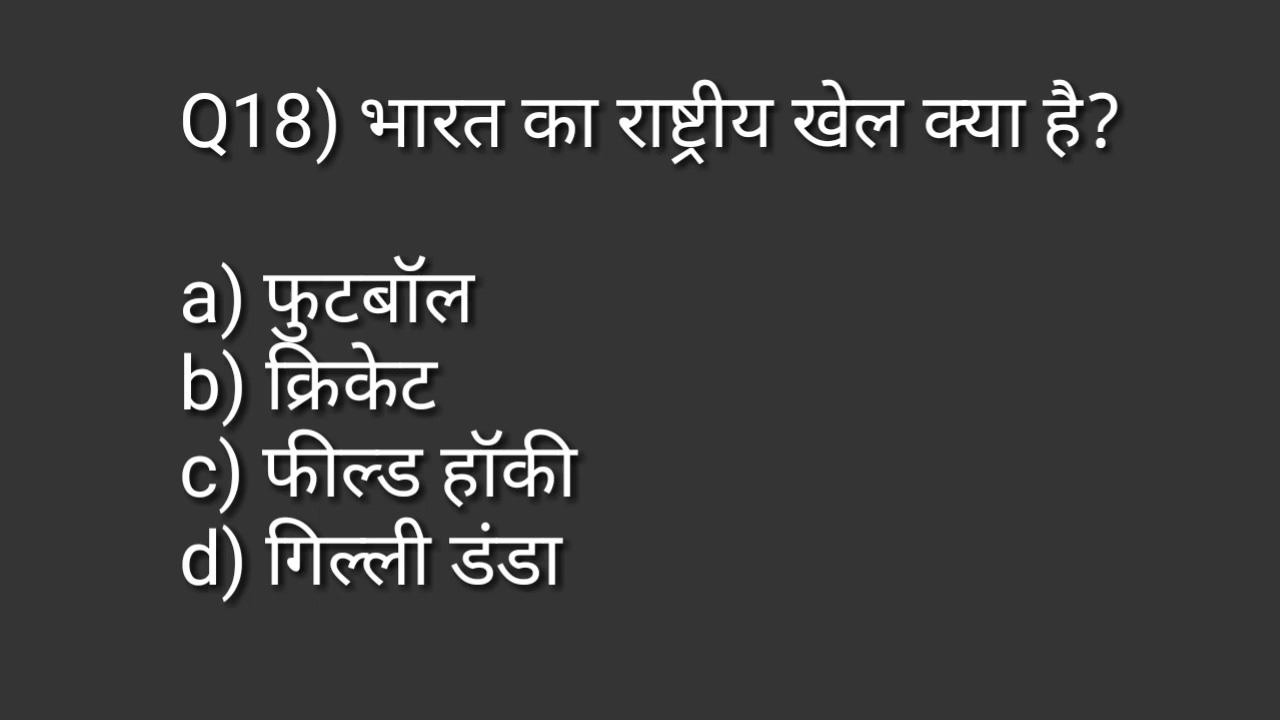 Q18) भारत का राष्ट्रीय खेल क्या है?
a) फुटबॉल
b) क्रिकेट
c) फील्ड हॉकी
d) गिल्ली डंडा